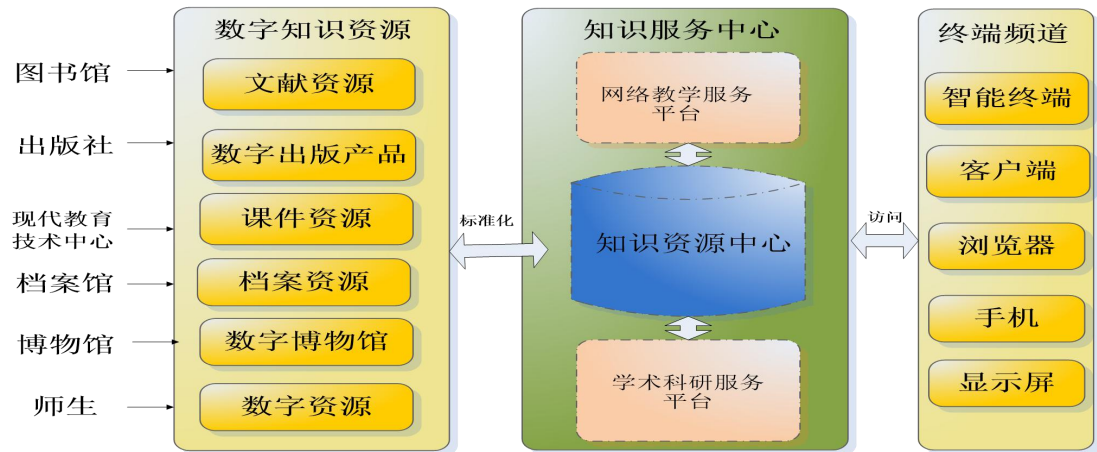 图书馆
出版社
现代教育
技术中心
档案馆
博物馆
师生
数字知识资源
文献资源
数字出版产品
课件资源
档案资源
数字博物馆
数字资源
标准化
知识服务中心
网络教学服务
平台
知识资源中心
学术科研服务
平台
访问
终端频道
智能终端
客户端
浏览器
手机
显示屏